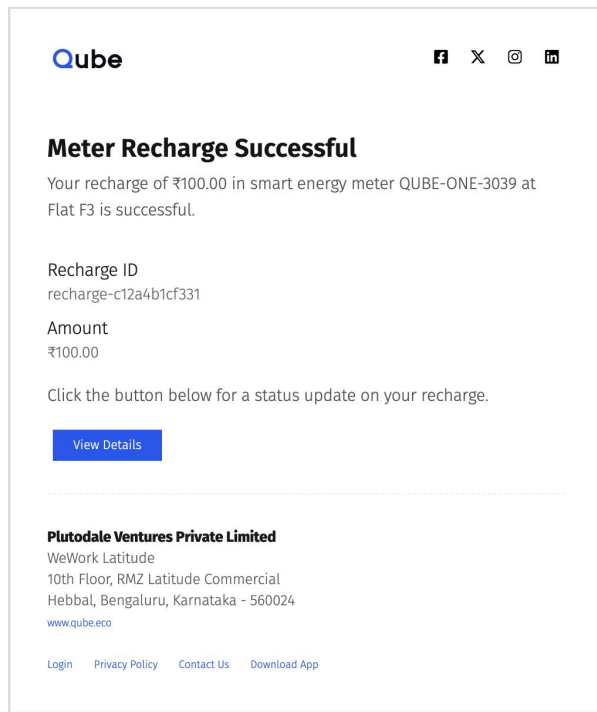 Qube
Meter Recharge Successful
Your recharge of ₹100.00 in smart energy meter QUBE-ONE-3039 at
Flat F3 is successful.
Recharge ID
recharge-c12a4b1cf331
Amount
₹100.00
Click the button below for a status update on your recharge.
View Details
Plutodale Ventures Private Limited
WeWork Latitude
10th Floor, RMZ Latitude Commercial
Hebbal, Bengaluru, Karnataka - 560024
www.qube.eco
Login Privacy Policy Contact Us Download App